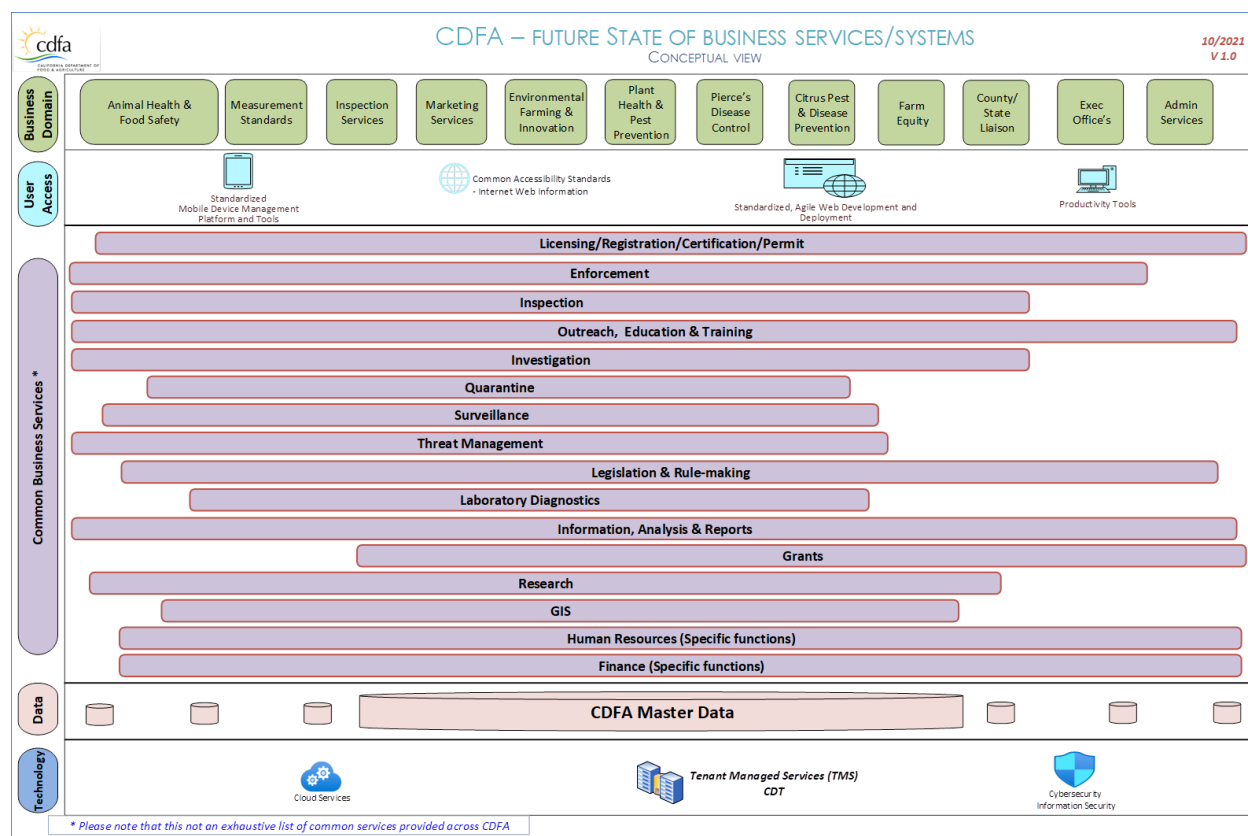 cdfa
CALIFORNIA DEPARTMENT OF
FOOD & AGRICULTURE
CDFA – FUTURE STATE OF BUSINESS SERVICES/SYSTEMS
CONCEPTUAL VIEW
10/2021
V 1.0
Business
Domain
Animal Health &
Food Safety
Measurement
Standards
Inspection
Services
Marketing
Services
Environmental
Farming &
Innovation
Plant
Health &
Pest
Prevention
Pierce's
Disease
Control
Citrus Pest
& Disease
Prevention
Farm
Equity
County/
State
Liaison
Exec
Office's
Admin
Services
User
Access
Standardized
Mobile Device Management
Platform and Tools
Common Accessibility Standards
- Internet Web Information
Standardized, Agile Web Development and
Deployment
Productivity Tools
Common Business Services *
Licensing/Registration/Certification/Permit
Enforcement
Inspection
Outreach, Education & Training
Investigation
Quarantine
Surveillance
Threat Management
Legislation & Rule-making
Laboratory Diagnostics
Information, Analysis & Reports
Grants
Research
GIS
Human Resources (Specific functions)
Finance (Specific functions)
Data
CDFA Master Data
Technology
Cloud Services
Tenant Managed Services (TMS)
CDT
Cybersecurity
Information Security
* Please note that this not an exhaustive list of common services provided across CDFA